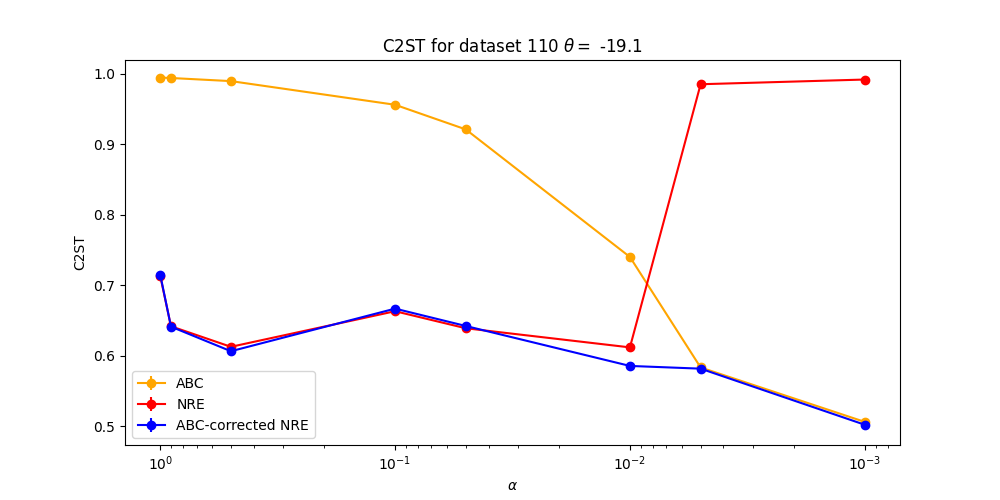 C2ST for dataset 110 θ = -19.1
C2ST
1.0
0.9
0.8
0.7
0.6
0.5
ABC
NRE
ABC-corrected NRE
10⁰ 10⁻¹ 10⁻² 10⁻³
α